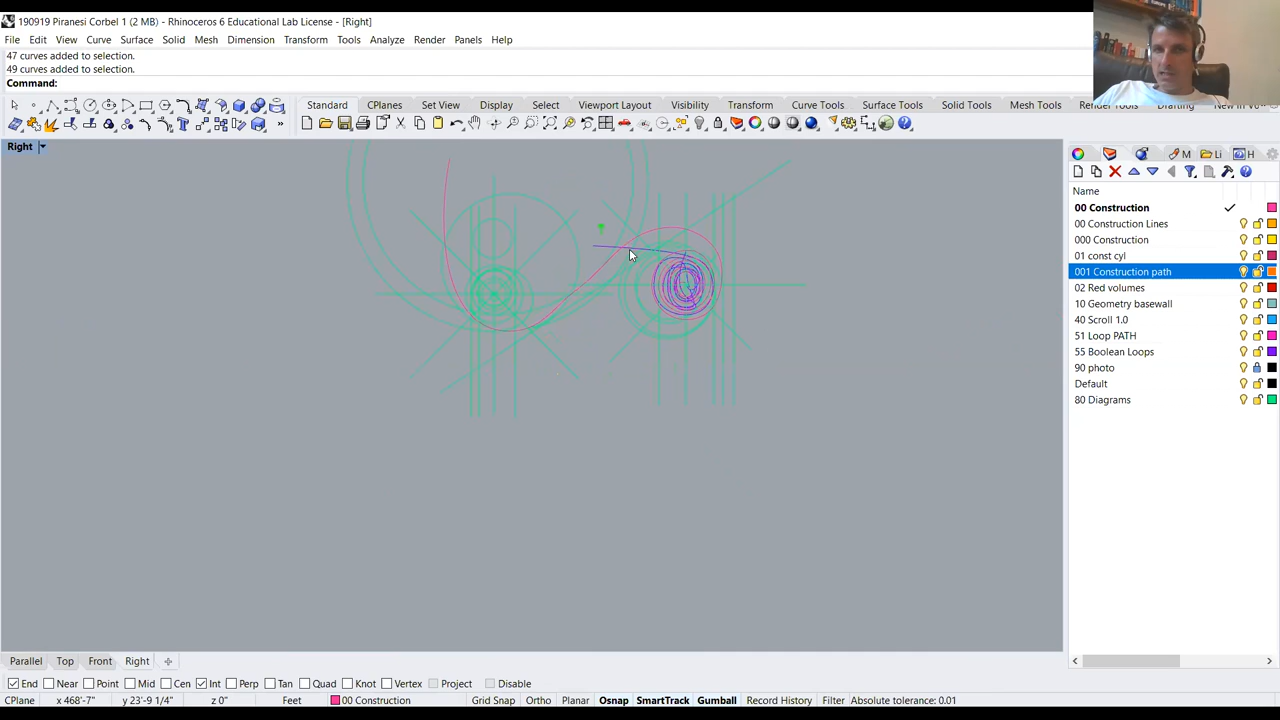 190919 Piranesi Corbel 1 (2 MB) - Rhinoceros 6 Educational Lab License - [Right]
File Edit View Curve Surface Solid Mesh Dimension Transform Tools Analyze Render Panels Help
47 curves added to selection.
49 curves added to selection.
Command:
Standard CPlanes Set View Display Select Viewport Layout Visibility Transform Curve Tools Surface Tools Solid Tools Mesh Tools Render Tools Drafting New in V6
Right
M Li H
Name
00 Construction
00 Construction Lines
000 Construction
01 const cyl
001 Construction path
02 Red volumes
10 Geometry basewall
40 Scroll 1.0
51 Loop PATH
55 Boolean Loops
90 photo
Default
80 Diagrams
Parallel Top Front Right
End Near Point Mid Cen Int Perp Tan Quad Knot Vertex Project Disable
CPlane x 468'-7" y 23'-9 1/4" z 0" Feet 00 Construction Grid Snap Ortho Planar Osnap SmartTrack Gumball Record History Filter Absolute tolerance: 0.01